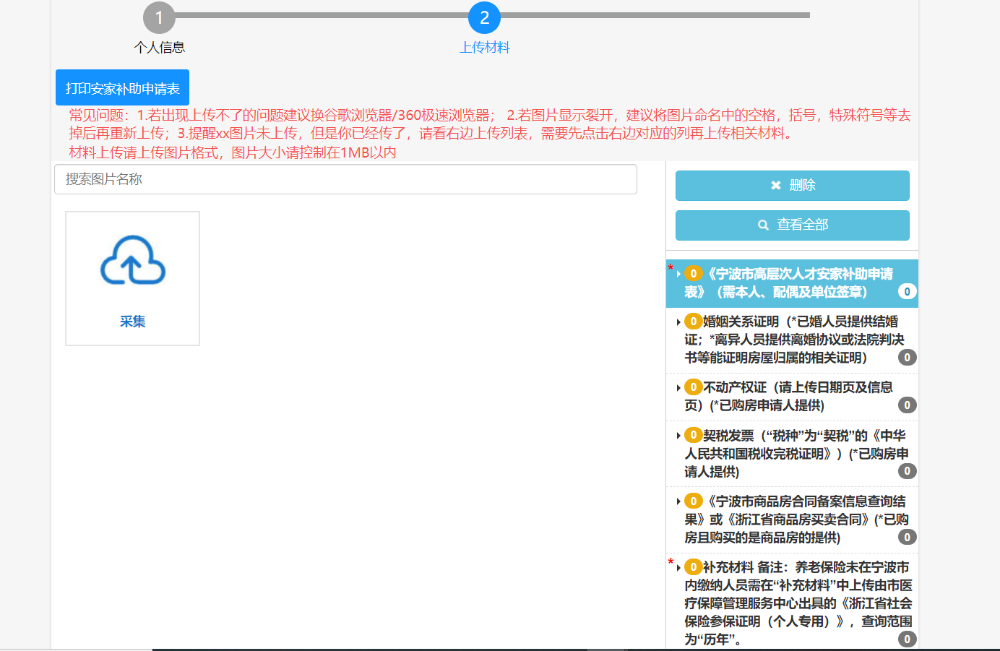 1
2
个人信息
上传材料
打印安家补助申请表
常见问题：1.若出现上传不了的问题建议换谷歌浏览器/360极速浏览器； 2.若图片显示裂开，建议将图片命名中的空格，括号，特殊符号等去
掉后再重新上传；3.提醒xx图片未上传，但是你已经传了，请看右边上传列表，需要先点击右边对应的列再上传相关材料。
材料上传请上传图片格式，图片大小请控制在1MB以内
搜索图片名称
采集
删除
查看全部
* 0 《宁波市高层次人才安家补助申请
表》（需本人、配偶及单位签章） 0
0 婚姻关系证明（*已婚人员提供结婚
证；*离异人员提供离婚协议或法院判决
书等能证明房屋归属的相关证明） 0
0 不动产权证（请上传日期页及信息
页）(*已购房申请人提供) 0
0 契税发票（“税种”为“契税”的《中华
人民共和国税收完税证明》）(*已购房申
请人提供) 0
0 《宁波市商品房合同备案信息查询结
果》或《浙江省商品房买卖合同》(*已购
房且购买的是商品房的提供) 0
* 0 补充材料 备注：养老保险未在宁波市
内缴纳人员需在“补充材料”中上传由市医
疗保障管理服务中心出具的《浙江省社会
保险参保证明（个人专用）》，查询范围
为“历年”。 0